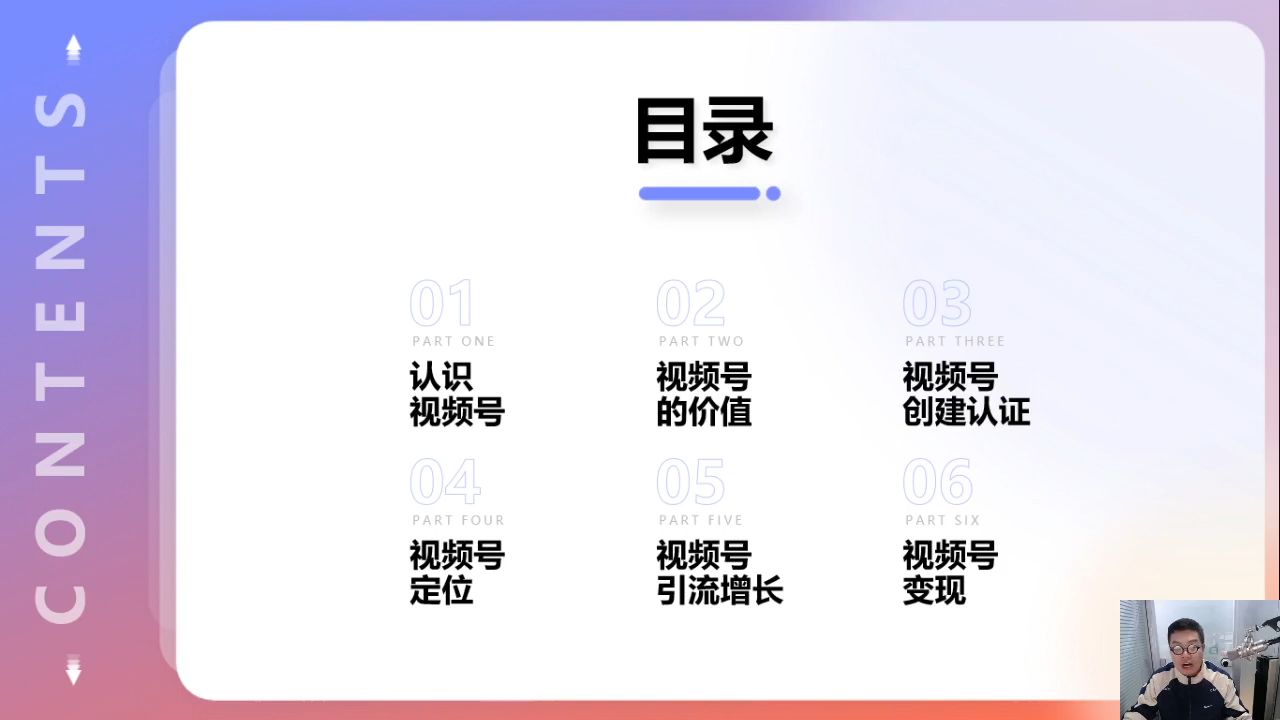 CONTENTS
目录
01
PART ONE
认识
视频号
02
PART TWO
视频号
的价值
03
PART THREE
视频号
创建认证
04
PART FOUR
视频号
定位
05
PART FIVE
视频号
引流增长
06
PART SIX
视频号
变现